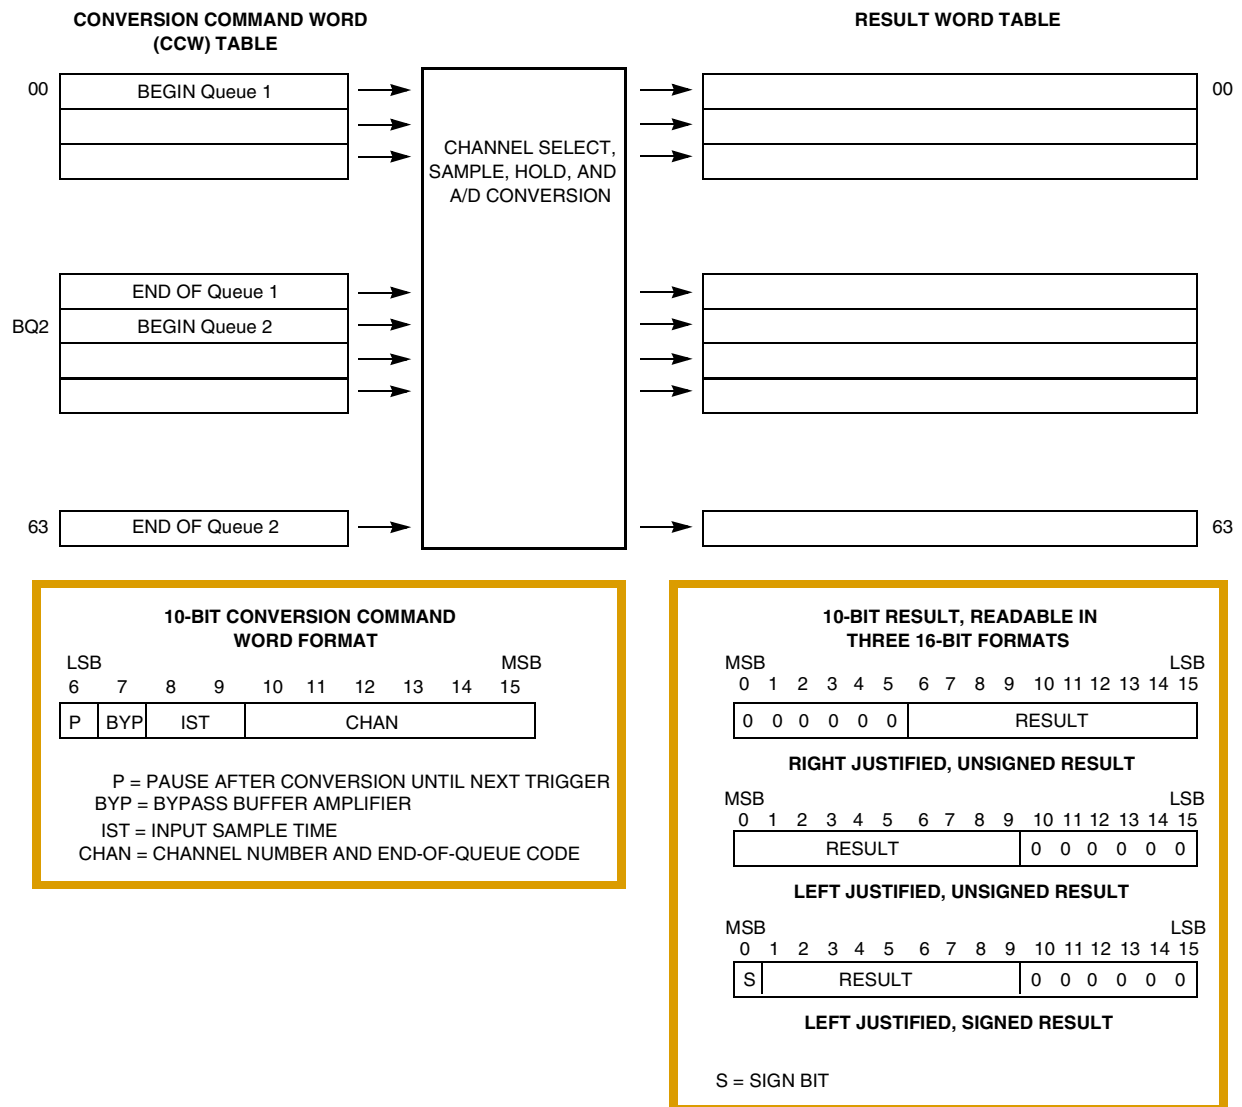 CONVERSION COMMAND WORD
(CCW) TABLE
RESULT WORD TABLE
00 BEGIN Queue 1 00
CHANNEL SELECT,
SAMPLE, HOLD, AND
A/D CONVERSION
END OF Queue 1
BQ2 BEGIN Queue 2
63 END OF Queue 2 63
10-BIT CONVERSION COMMAND
WORD FORMAT
LSB MSB
6 7 8 9 10 11 12 13 14 15
P BYP IST CHAN
P = PAUSE AFTER CONVERSION UNTIL NEXT TRIGGER
BYP = BYPASS BUFFER AMPLIFIER
IST = INPUT SAMPLE TIME
CHAN = CHANNEL NUMBER AND END-OF-QUEUE CODE
10-BIT RESULT, READABLE IN
THREE 16-BIT FORMATS
MSB LSB
0 1 2 3 4 5 6 7 8 9 10 11 12 13 14 15
0 0 0 0 0 0 RESULT
RIGHT JUSTIFIED, UNSIGNED RESULT
MSB LSB
0 1 2 3 4 5 6 7 8 9 10 11 12 13 14 15
RESULT 0 0 0 0 0 0
LEFT JUSTIFIED, UNSIGNED RESULT
MSB LSB
0 1 2 3 4 5 6 7 8 9 10 11 12 13 14 15
S RESULT 0 0 0 0 0 0
LEFT JUSTIFIED, SIGNED RESULT
S = SIGN BIT